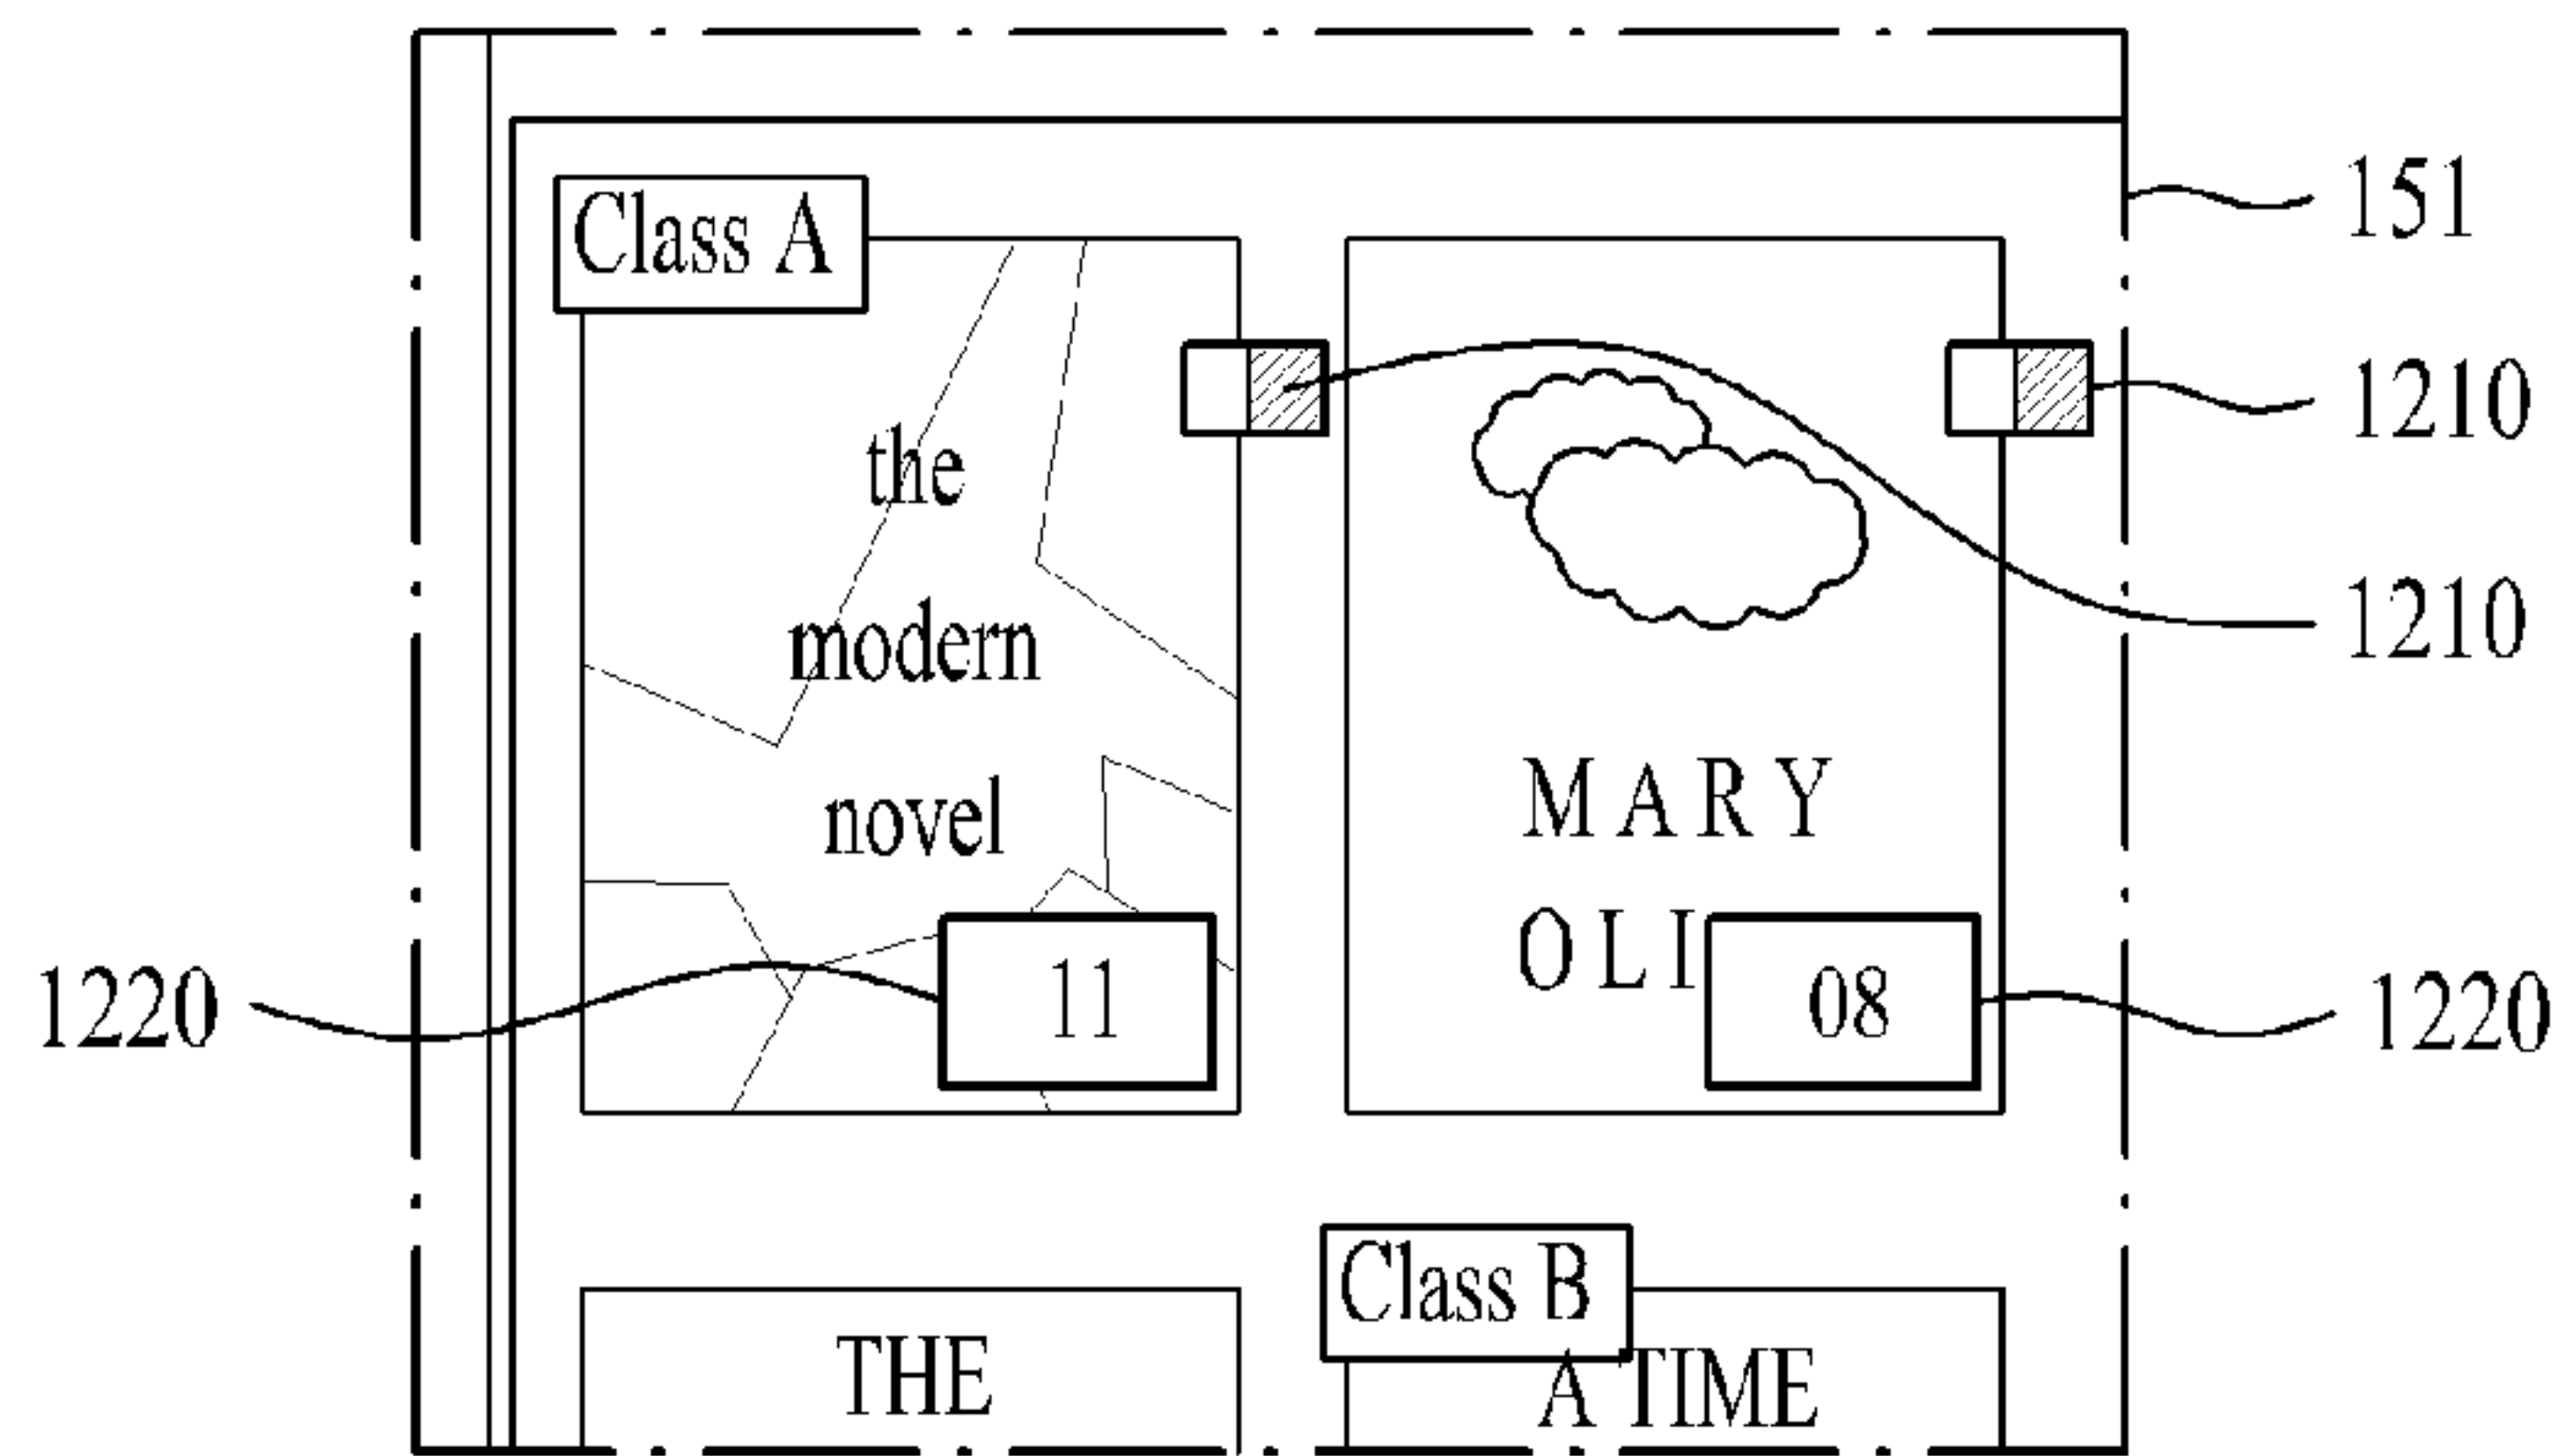 151
Class A
1210
the
modern
novel
1210
MARY
OLI
11
08
1220
1220
Class B
THE
A TIME